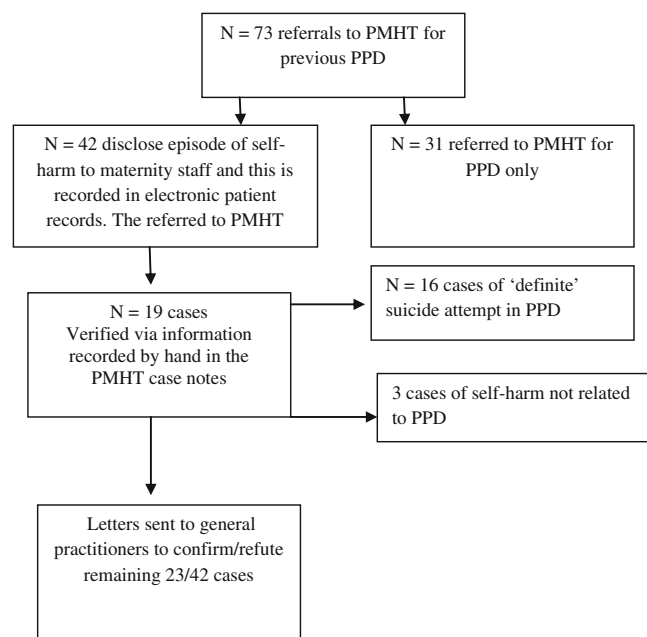 N = 73 referrals to PMHT for
previous PPD
N = 42 disclose episode of self-
harm to maternity staff and this is
recorded in electronic patient
records. The referred to PMHT
N = 31 referred to PMHT for
PPD only
N = 19 cases
Verified via information
recorded by hand in the
PMHT case notes
N = 16 cases of ‘definite’
suicide attempt in PPD
3 cases of self-harm not related
to PPD
Letters sent to general
practitioners to confirm/refute
remaining 23/42 cases